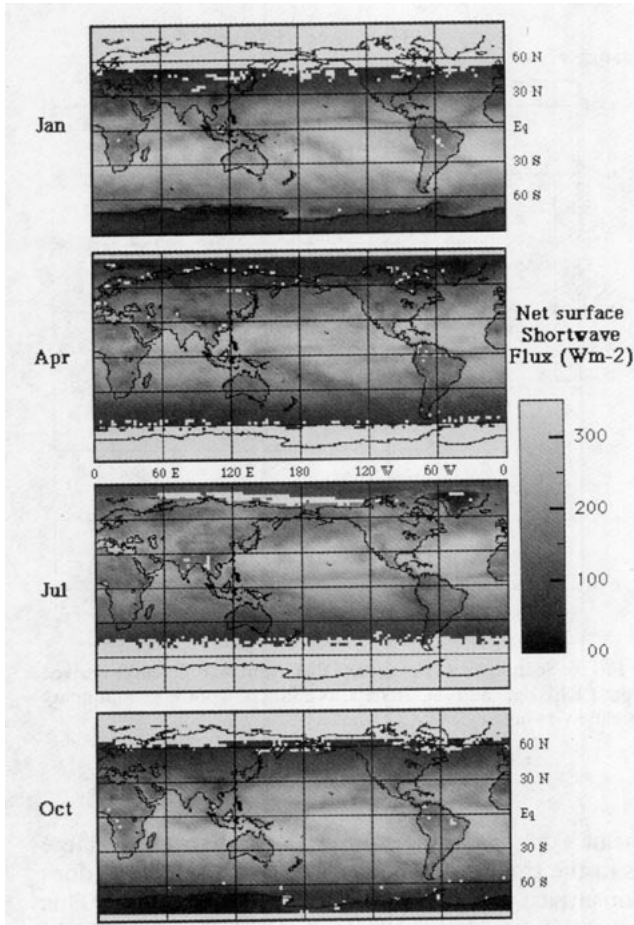 60 N
30 N
Jan
Eq
30 S
60 S
Net surface
Shortwave
Flux (Wm-2)
Apr
0 60 E 120 E 180 120 W 60 W 0
300
200
100
00
Jul
60 N
30 N
Oct
Eq
30 S
60 S